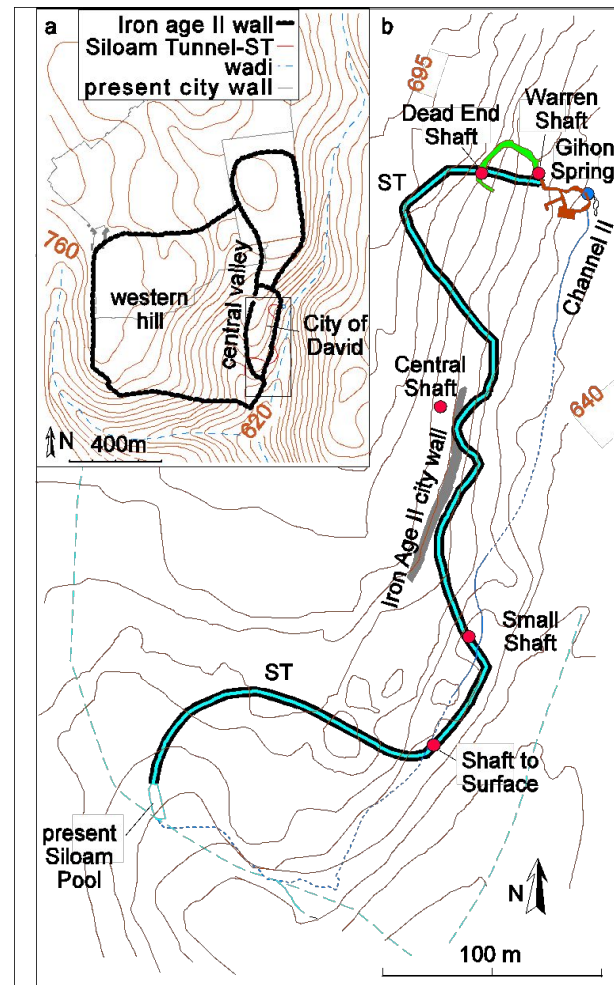 a
Iron age II wall
Siloam Tunnel-ST
wadi
present city wall
760
western
hill
central valley
City of
David
620
N
400m
b
695
Dead End
Shaft
Warren
Shaft
Gihon
Spring
ST
Channel II
640
Central
Shaft
Iron Age II city wall
Small
Shaft
ST
Shaft to
Surface
present
Siloam
Pool
N
100 m